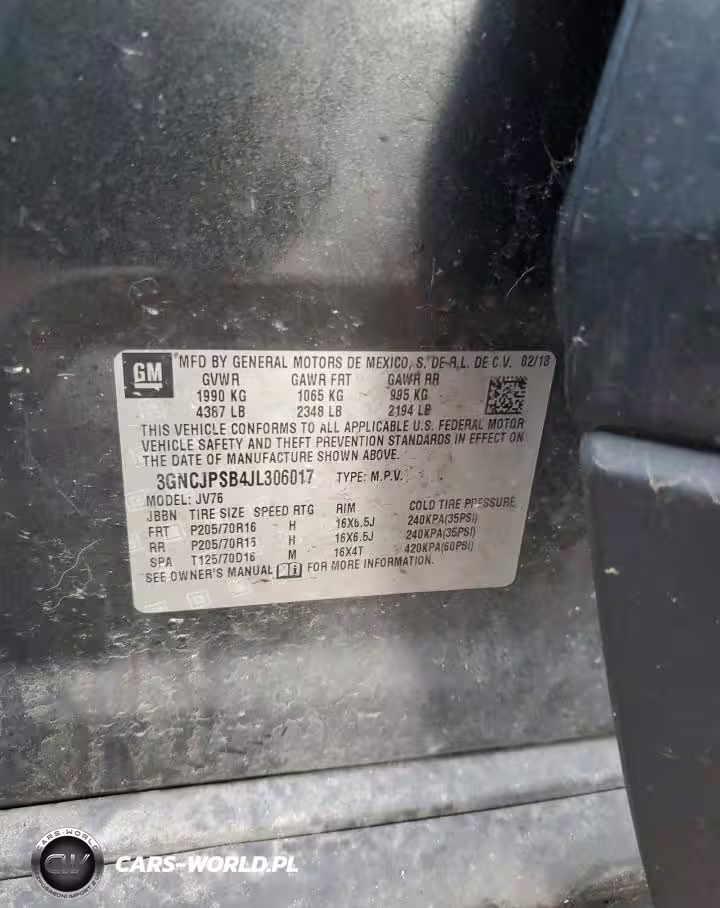 GM
MFD BY GENERAL MOTORS DE MEXICO, S. DE R.L. DE C.V. 02/18
GVWR GAWR FRT GAWR RR
1990 KG 1065 KG 995 KG
4387 LB 2348 LB 2194 LB
THIS VEHICLE CONFORMS TO ALL APPLICABLE U.S. FEDERAL MOTOR
VEHICLE SAFETY AND THEFT PREVENTION STANDARDS IN EFFECT ON
THE DATE OF MANUFACTURE SHOWN ABOVE.
3GNCJPSB4JL306017 TYPE: M.P.V.
MODEL: JV76
JBBN TIRE SIZE SPEED RTG RIM COLD TIRE PRESSURE
FRT P205/70R16 H 16X6.5J 240KPA(35PSI)
RR P205/70R16 H 16X6.5J 240KPA(35PSI)
SPA T125/70D16 M 16X4T 420KPA(60PSI)
SEE OWNER'S MANUAL FOR MORE INFORMATION.
CARS-WORLD
CW
CARS-WORLD.PL